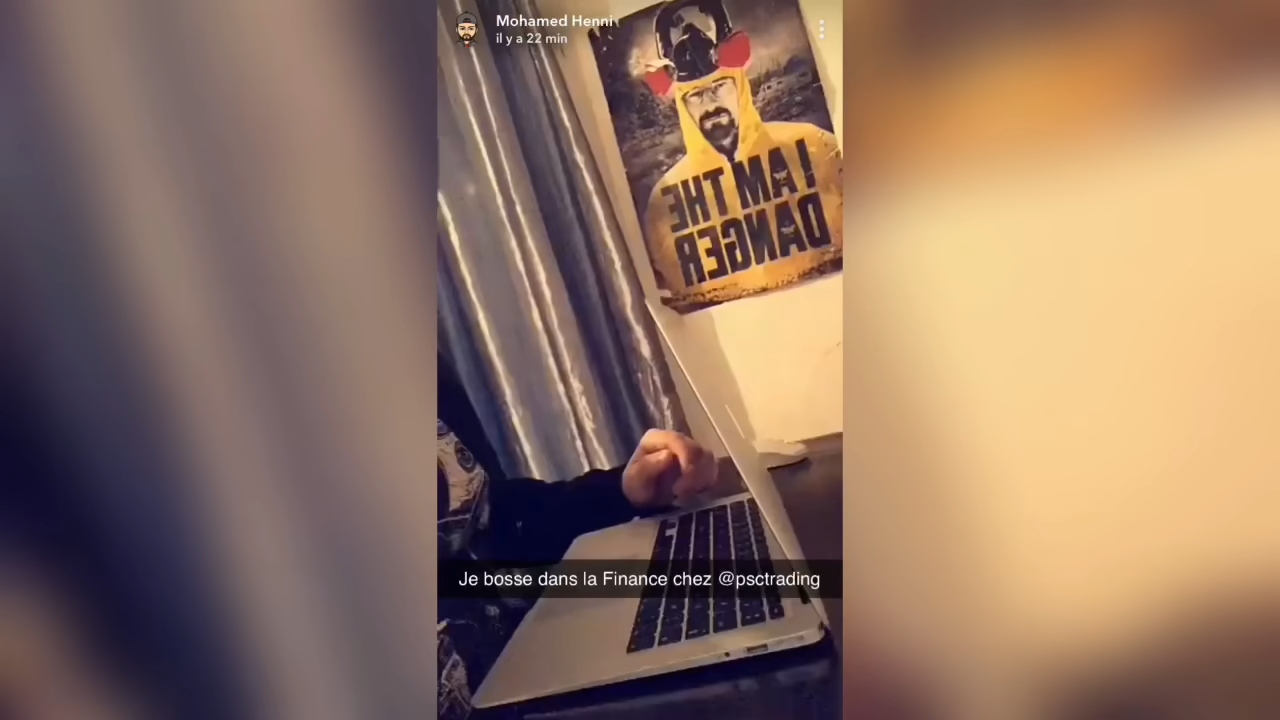 Mohamed Henni
il y a 22 min
I AM THE
DANGER
Je bosse dans la Finance chez @psctrading